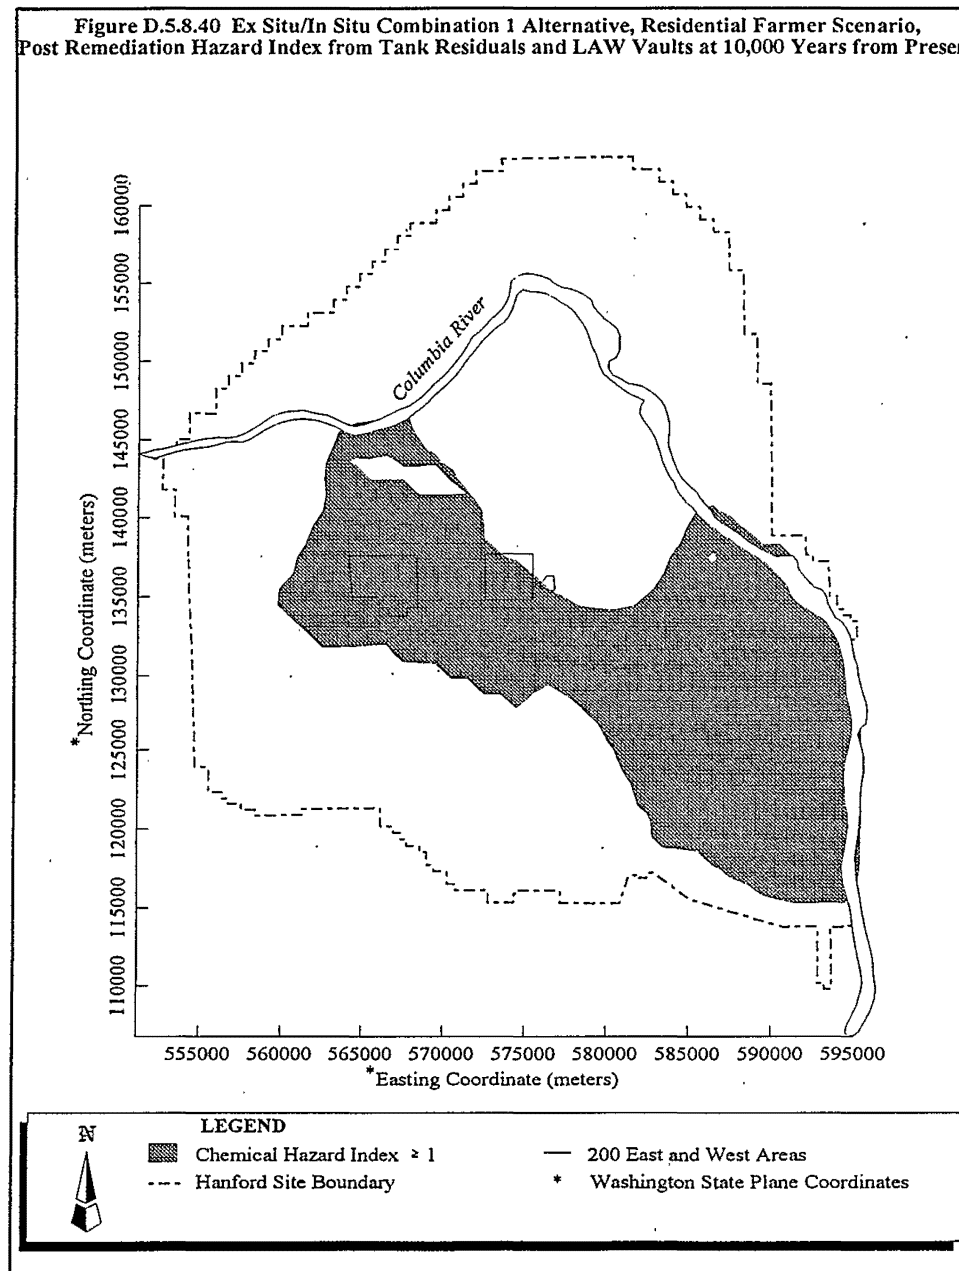 Figure D.5.8.40 Ex Situ/In Situ Combination 1 Alternative, Residential Farmer Scenario,
Post Remediation Hazard Index from Tank Residuals and LAW Vaults at 10,000 Years from Prese
160000
155000
150000
145000
140000
135000
130000
125000
120000
115000
110000
*Northing Coordinate (meters)
Columbia River
555000 560000 565000 570000 575000 580000 585000 590000 595000
*Easting Coordinate (meters)
N
LEGEND
Chemical Hazard Index ≥ 1
200 East and West Areas
Hanford Site Boundary
* Washington State Plane Coordinates